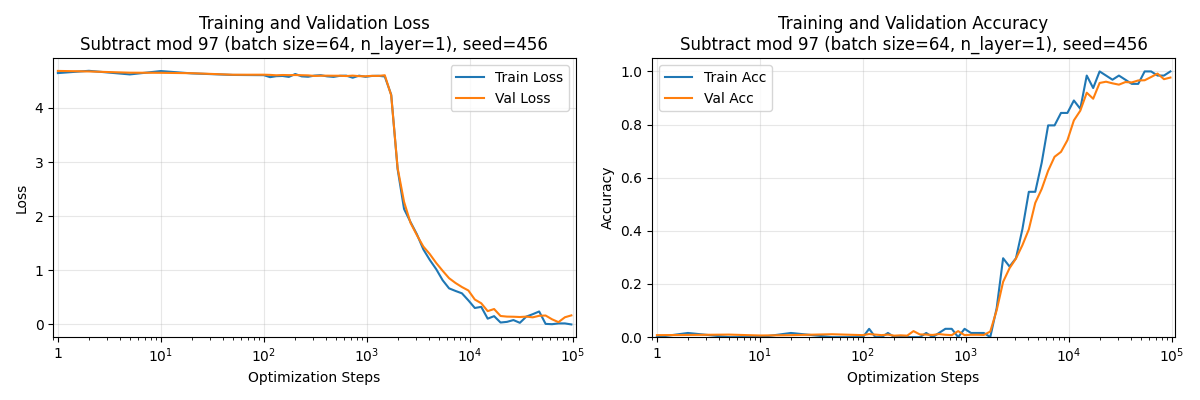 Training and Validation Loss
Subtract mod 97 (batch size=64, n_layer=1), seed=456
Train Loss
Val Loss
Loss
4
3
2
1
0
1
10^1
10^2
10^3
10^4
10^5
Optimization Steps
Training and Validation Accuracy
Subtract mod 97 (batch size=64, n_layer=1), seed=456
Train Acc
Val Acc
Accuracy
1.0
0.8
0.6
0.4
0.2
0.0
1
10^1
10^2
10^3
10^4
10^5
Optimization Steps